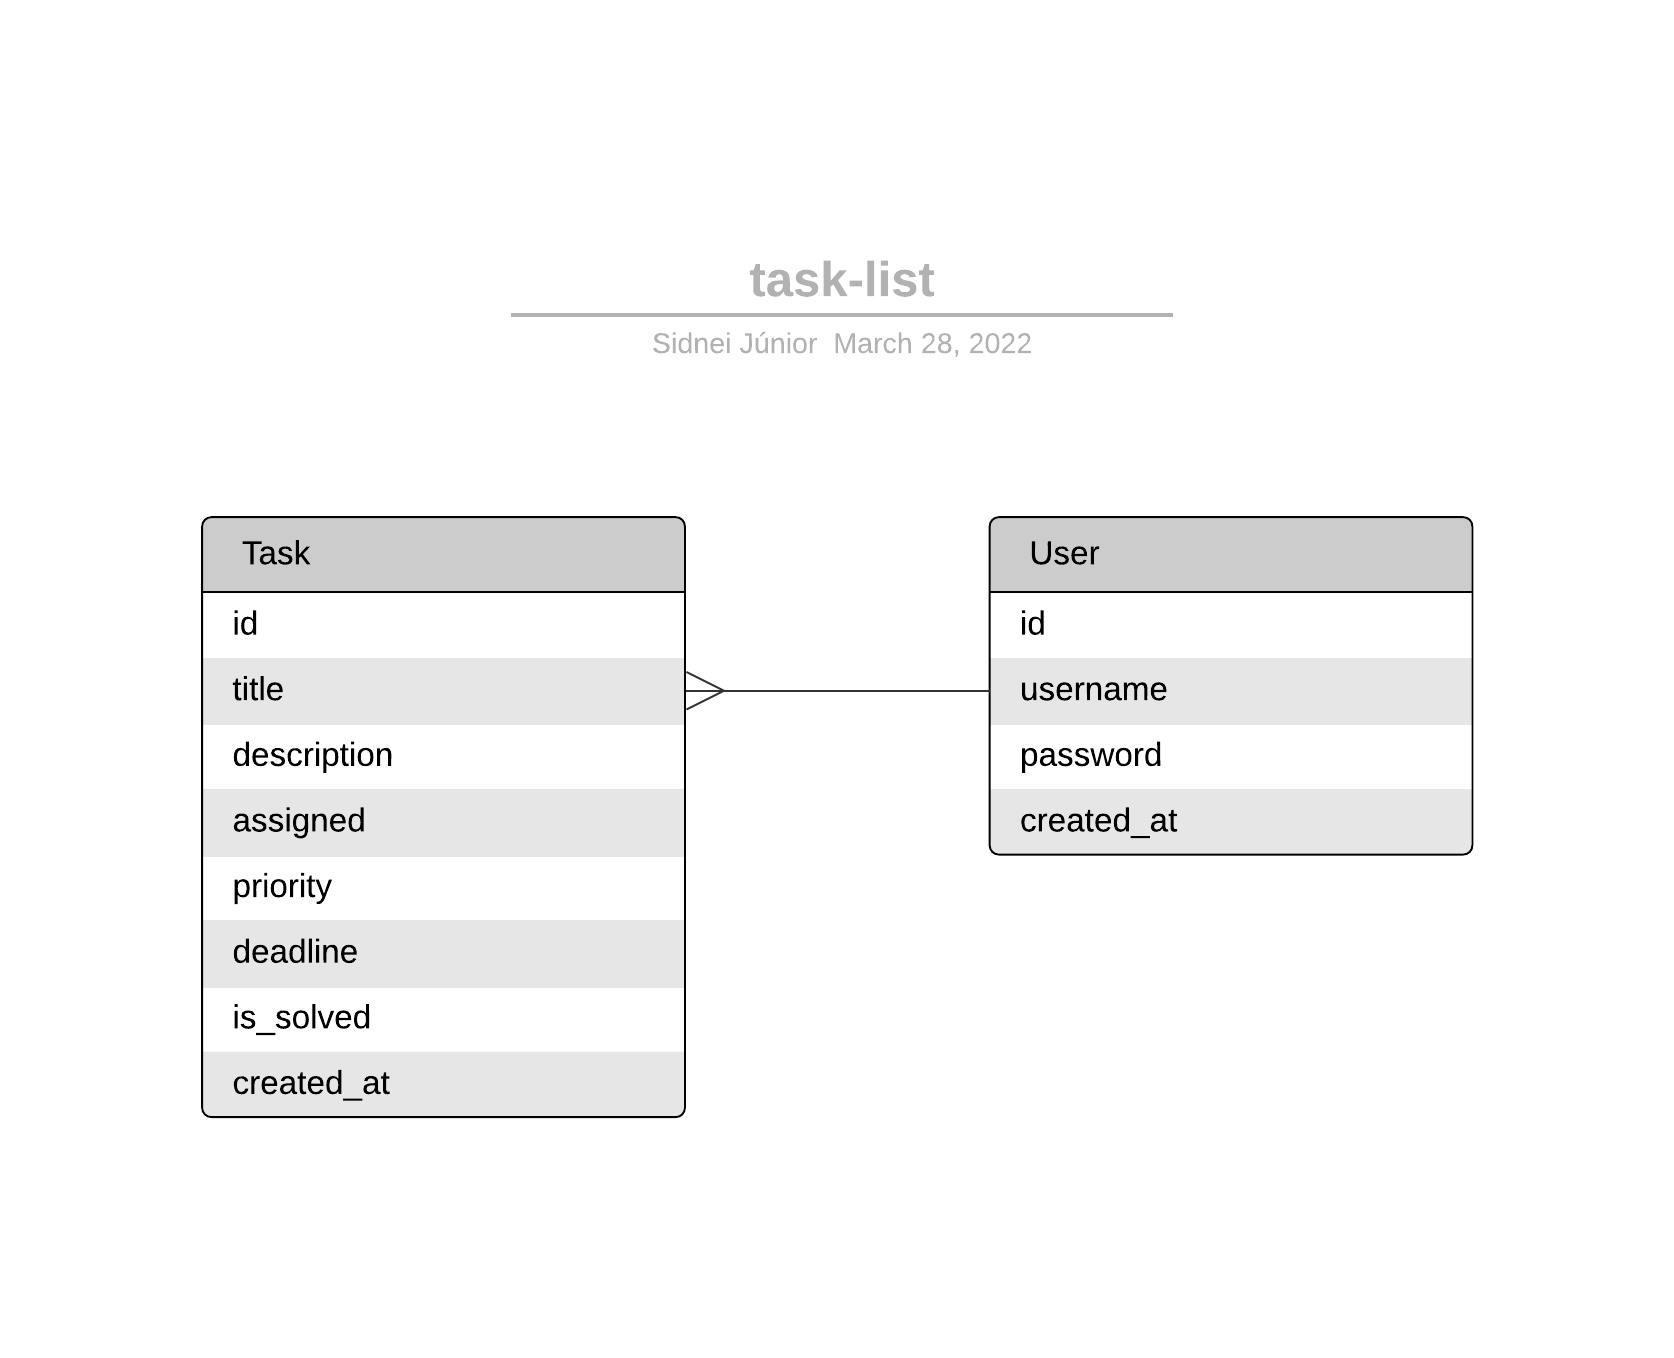 task-list
Sidnei Júnior  March 28, 2022
Task
id
title
description
assigned
priority
deadline
is_solved
created_at
User
id
username
password
created_at